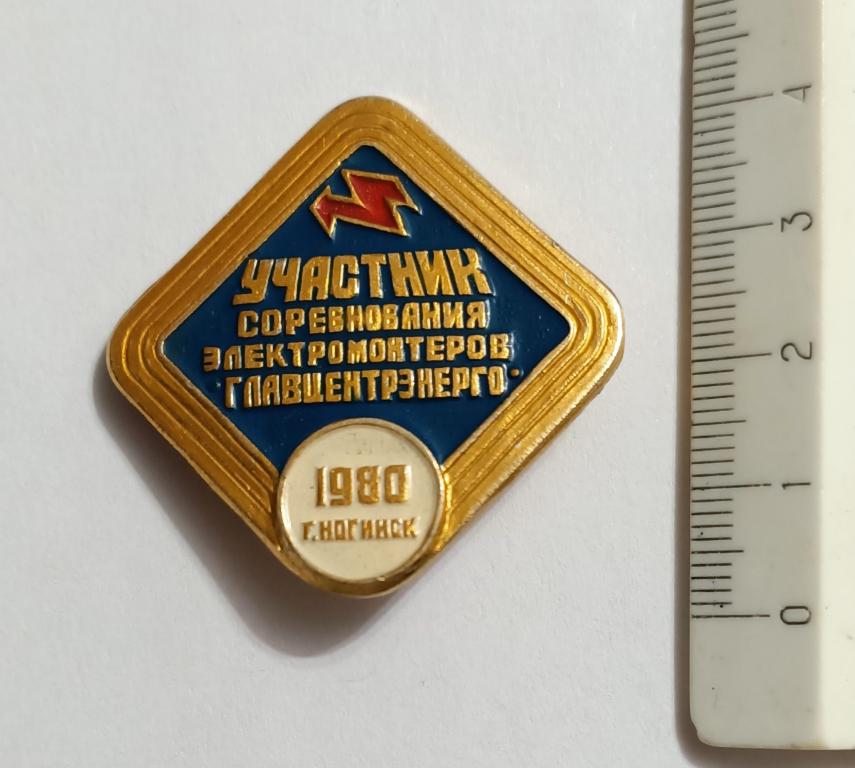 УЧАСТНИК
СОРЕВНОВАНИЯ
ЭЛЕКТРОМОНТЕРОВ
"ГЛАВЦЕНТРЭНЕРГО"
1980
Г. НОГИНСК
4
3
2
1
0